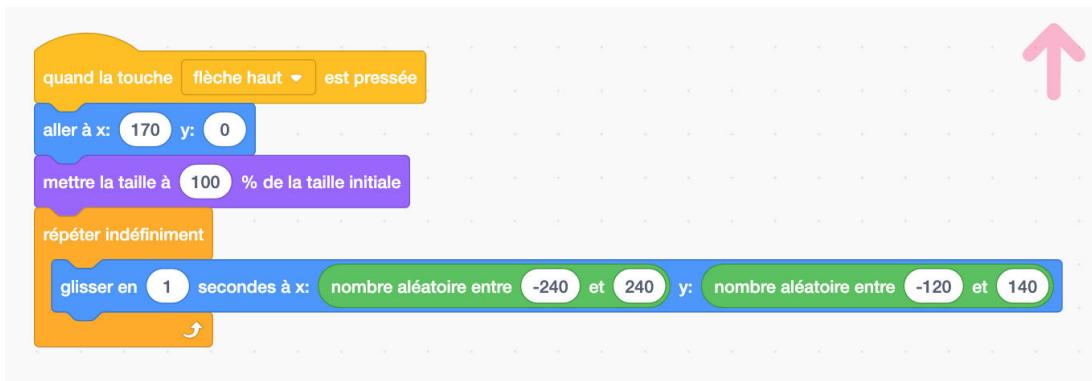 quand la touche flèche haut est pressée
aller à x: 170 y: 0
mettre la taille à 100 % de la taille initiale
répéter indéfiniment
glisser en 1 secondes à x: nombre aléatoire entre -240 et 240 y: nombre aléatoire entre -120 et 140